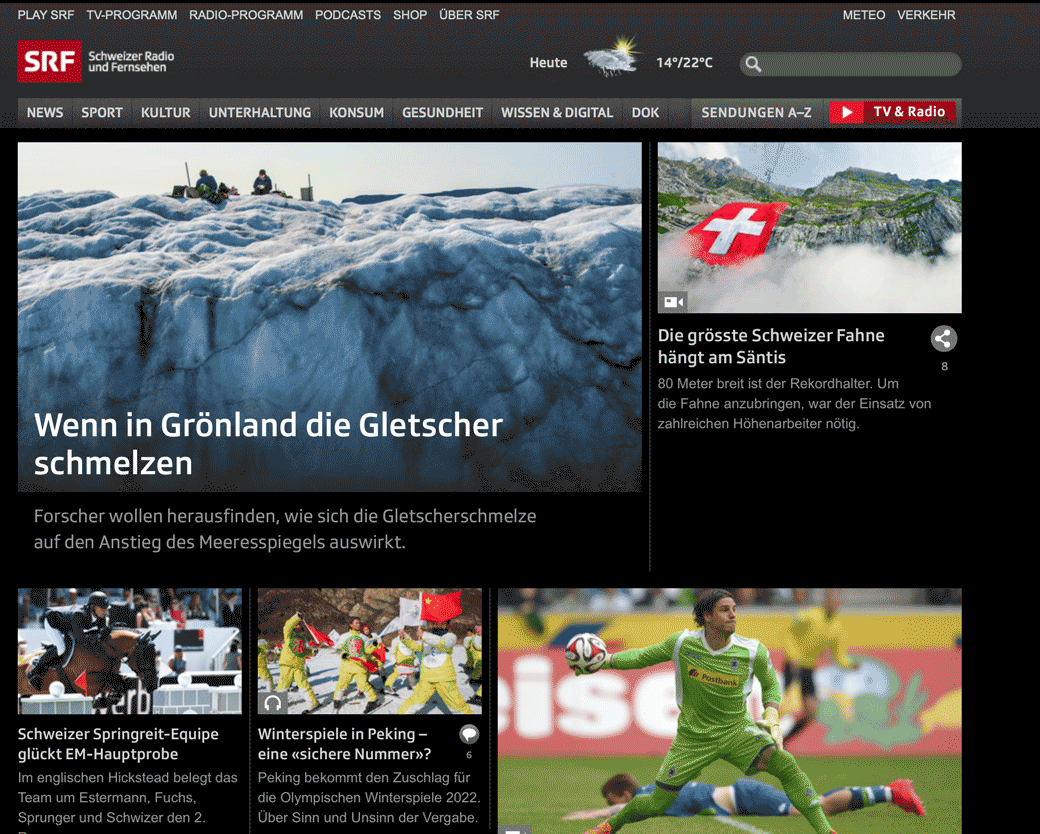 PLAY SRF TV-PROGRAMM RADIO-PROGRAMM PODCASTS SHOP ÜBER SRF METEO VERKEHR
SRF Schweizer Radio
und Fernsehen
Heute 14°/22°C
NEWS SPORT KULTUR UNTERHALTUNG KONSUM GESUNDHEIT WISSEN & DIGITAL DOK SENDUNGEN A–Z TV & Radio
Wenn in Grönland die Gletscher
schmelzen
Forscher wollen herausfinden, wie sich die Gletscherschmelze
auf den Anstieg des Meeresspiegels auswirkt.
Die grösste Schweizer Fahne
hängt am Säntis
8
80 Meter breit ist der Rekordhalter. Um
die Fahne anzubringen, war der Einsatz von
zahlreichen Höhenarbeiter nötig.
Schweizer Springreit-Equipe
glückt EM-Hauptprobe
Im englischen Hickstead belegt das
Team um Estermann, Fuchs,
Sprunger und Schwizer den 2.
Winterspiele in Peking –
eine «sichere Nummer»?
6
Peking bekommt den Zuschlag für
die Olympischen Winterspiele 2022.
Über Sinn und Unsinn der Vergabe.
Postbank